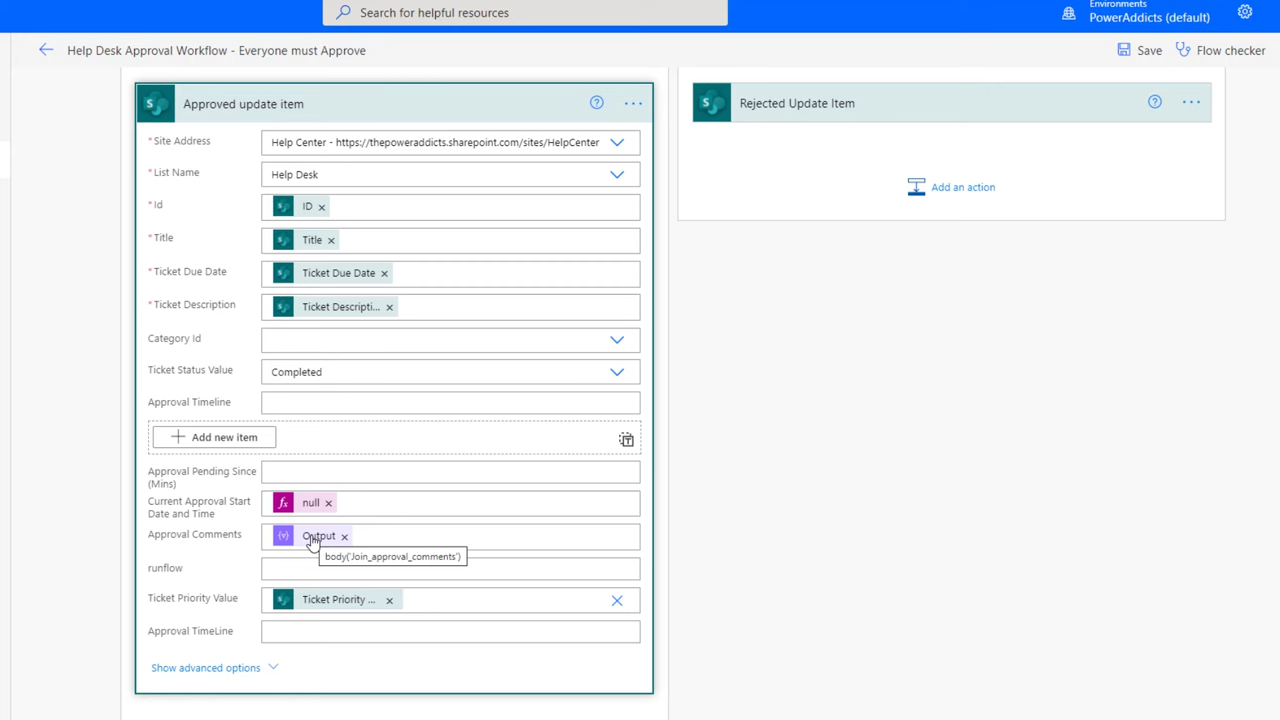 Search for helpful resources
Environments
PowerAddicts (default)
Help Desk Approval Workflow - Everyone must Approve
Save
Flow checker
Approved update item
Rejected Update Item
* Site Address
Help Center - https://thepoweraddicts.sharepoint.com/sites/HelpCenter
* List Name
Help Desk
Add an action
* Id
ID ×
* Title
Title ×
* Ticket Due Date
Ticket Due Date ×
* Ticket Description
Ticket Descripti... ×
Category Id
Ticket Status Value
Completed
Approval Timeline
Add new item
Approval Pending Since
(Mins)
Current Approval Start
Date and Time
fx null ×
Approval Comments
Output ×
body('Join_approval_comments')
runflow
Ticket Priority Value
Ticket Priority ... ×
Approval TimeLine
Show advanced options